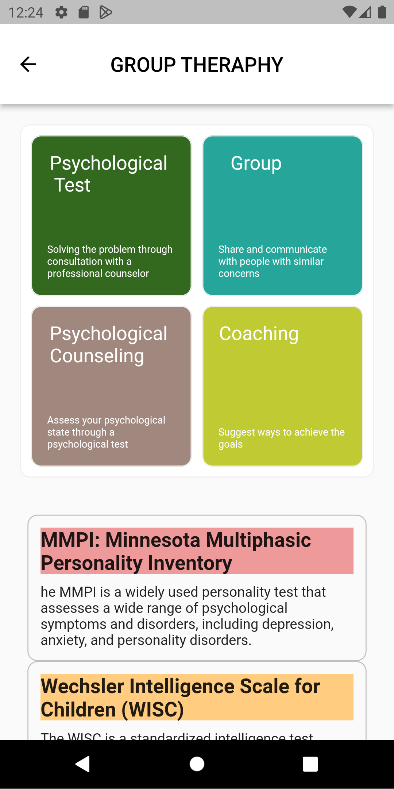 12:24
GROUP THERAPHY
Psychological
Test
Solving the problem through
consultation with a
professional counselor
Group
Share and communicate
with people with similar
concerns
Psychological
Counseling
Assess your psychological
state through a
psychological test
Coaching
Suggest ways to achieve the
goals
MMPI: Minnesota Multiphasic
Personality Inventory
he MMPI is a widely used personality test that
assesses a wide range of psychological
symptoms and disorders, including depression,
anxiety, and personality disorders.
Wechsler Intelligence Scale for
Children (WISC)
The WISC is a standardized intelligence test